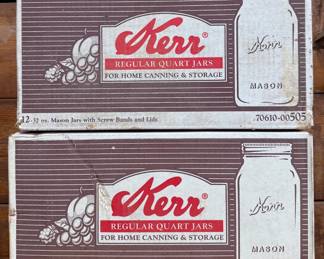 Kerr®
REGULAR QUART JARS
FOR HOME CANNING & STORAGE
Kerr
MASON
12-32 oz. Mason Jars with Screw Bands and Lids
70610-00505
Kerr®
REGULAR QUART JARS
FOR HOME CANNING & STORAGE
Kerr
MASON